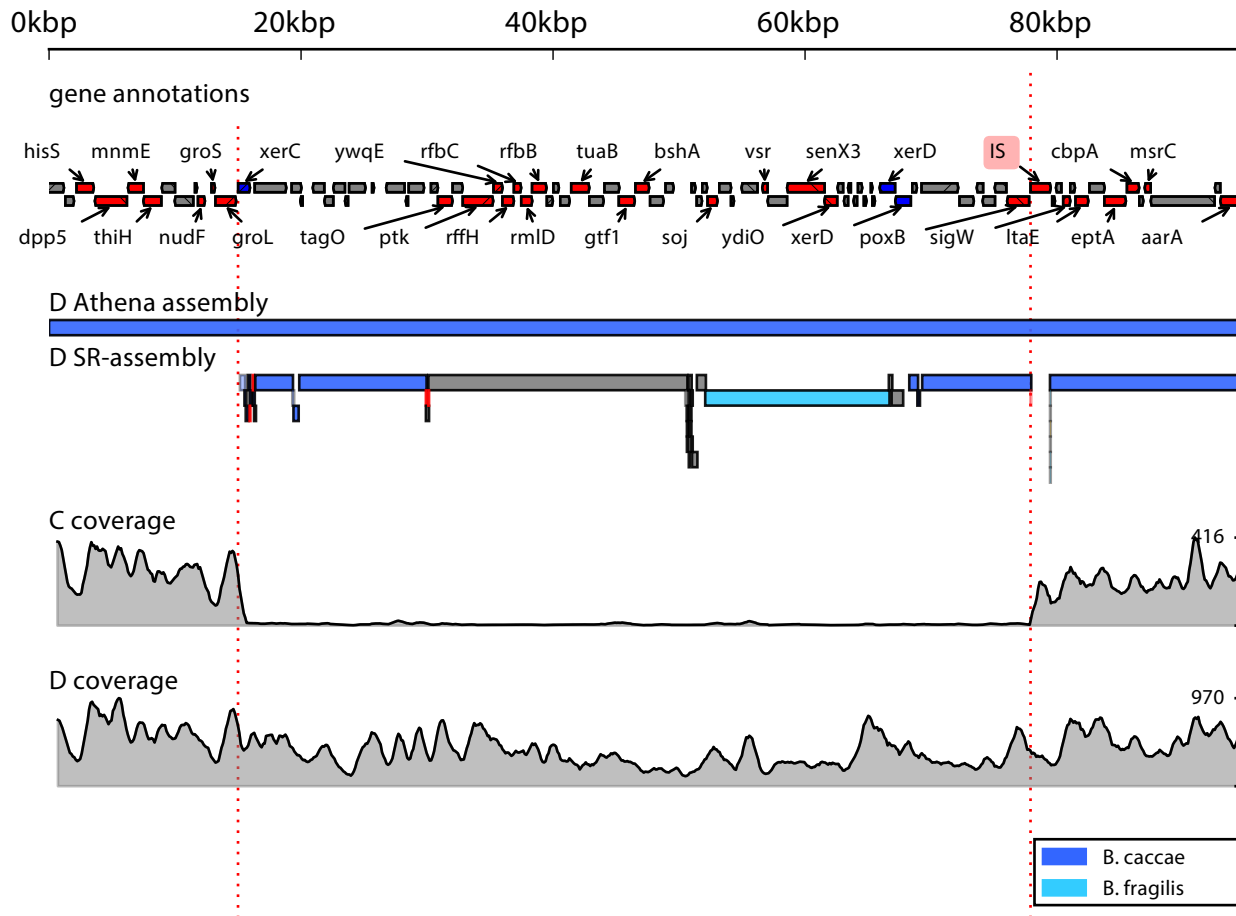 0kbp 20kbp 40kbp 60kbp 80kbp
gene annotations
hisS mnmE groS xerC ywqE rfbC rfbB tuaB bshA vsr senX3 xerD IS cbpA msrC
dpp5 thiH nudF groL tagO ptk rffH rmlD gtf1 soj ydiO xerD poxB sigW ltaE eptA aarA
D Athena assembly
D SR-assembly
C coverage
416
D coverage
970
B. caccae
B. fragilis